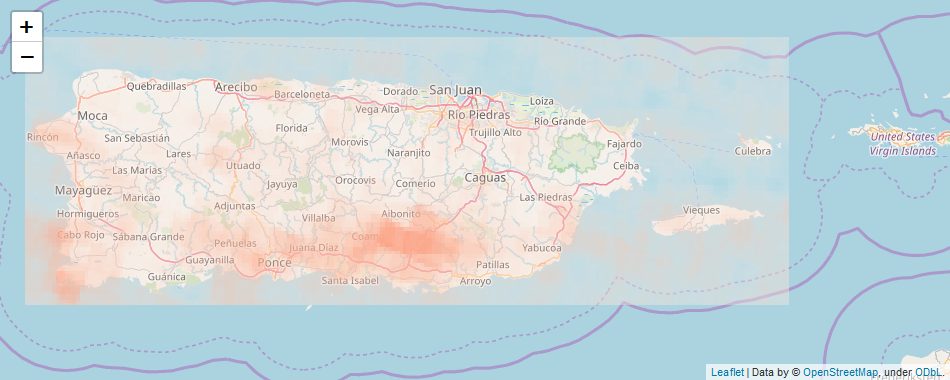 +
−
Quebradillas
Arecibo
Barceloneta
Dorado
San Juan
Loiza
Moca
Vega Alta
Río Piedras
Río Grande
Rincón
San Sebastián
Florida
Morovis
Trujillo Alto
Fajardo
United States
Virgin Islands
Añasco
Lares
Naranjito
Culebra
Las Marías
Utuado
Ceiba
Mayagüez
Jayuya
Orocovis
Comerio
Caguas
Maricao
Las Piedras
Hormigueros
Adjuntas
Villalba
Aibonito
Vieques
Cabo Rojo
Sábana Grande
Peñuelas
Juana Díaz
Coamo
Yabucoa
Guayanilla
Ponce
Patillas
Guánica
Santa Isabel
Arroyo
Leaflet | Data by © OpenStreetMap, under ODbL.